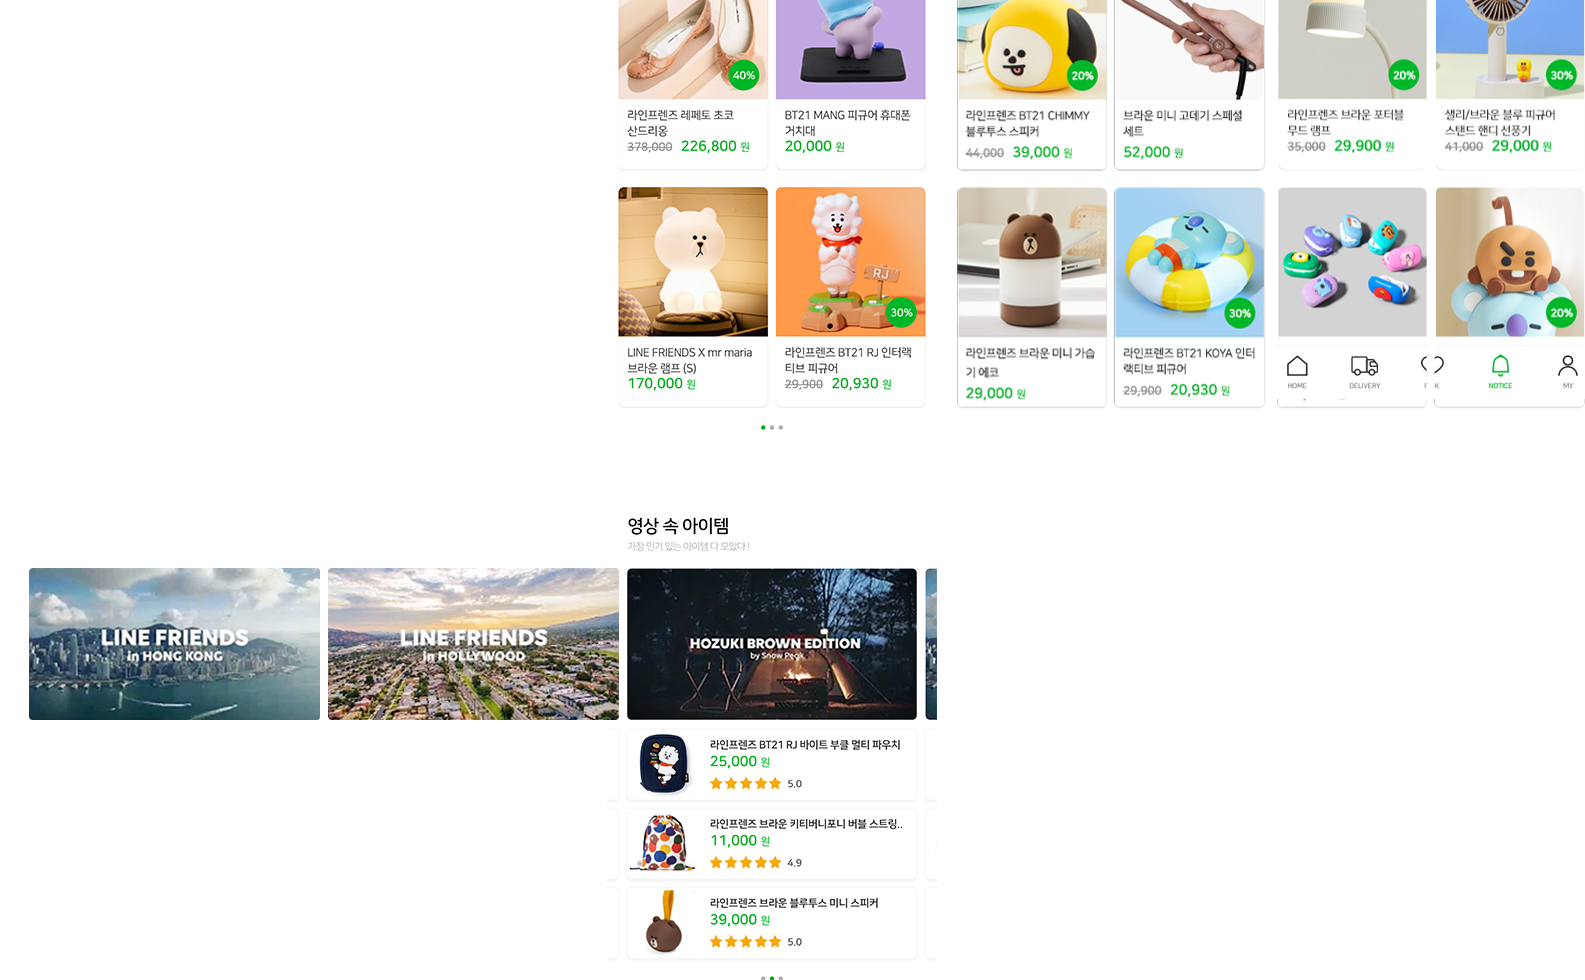 40%
라인프렌즈 레페토 초코
산드리옹
378,000 226,800 원
BT21 MANG 피규어 휴대폰
거치대
20,000 원
20%
라인프렌즈 BT21 CHIMMY
블루투스 스피커
44,000 39,000 원
브라운 미니 고데기 스페셜
세트
52,000 원
20%
라인프렌즈 브라운 포터블
무드 램프
35,000 29,900 원
30%
샐리/브라운 블루 피규어
스탠드 핸디 선풍기
41,000 29,000 원
LINE FRIENDS X mr maria
브라운 램프 (S)
170,000 원
RJ
30%
라인프렌즈 BT21 RJ 인터랙
티브 피규어
29,900 20,930 원
라인프렌즈 브라운 미니 가습
기 에코
29,000 원
30%
라인프렌즈 BT21 KOYA 인터
랙티브 피규어
29,900 20,930 원
20%
HOME
DELIVERY
NOTICE
MY
영상 속 아이템
가장 인기 있는 아이템 다 모았다 !
LINE FRIENDS
in HONG KONG
LINE FRIENDS
in HOLLYWOOD
HOZUKI BROWN EDITION
by Snow Peak
라인프렌즈 BT21 RJ 바이트 부클 멀티 파우치
25,000 원
5.0
라인프렌즈 브라운 키티버니포니 버블 스트링..
11,000 원
4.9
라인프렌즈 브라운 블루투스 미니 스피커
39,000 원
5.0